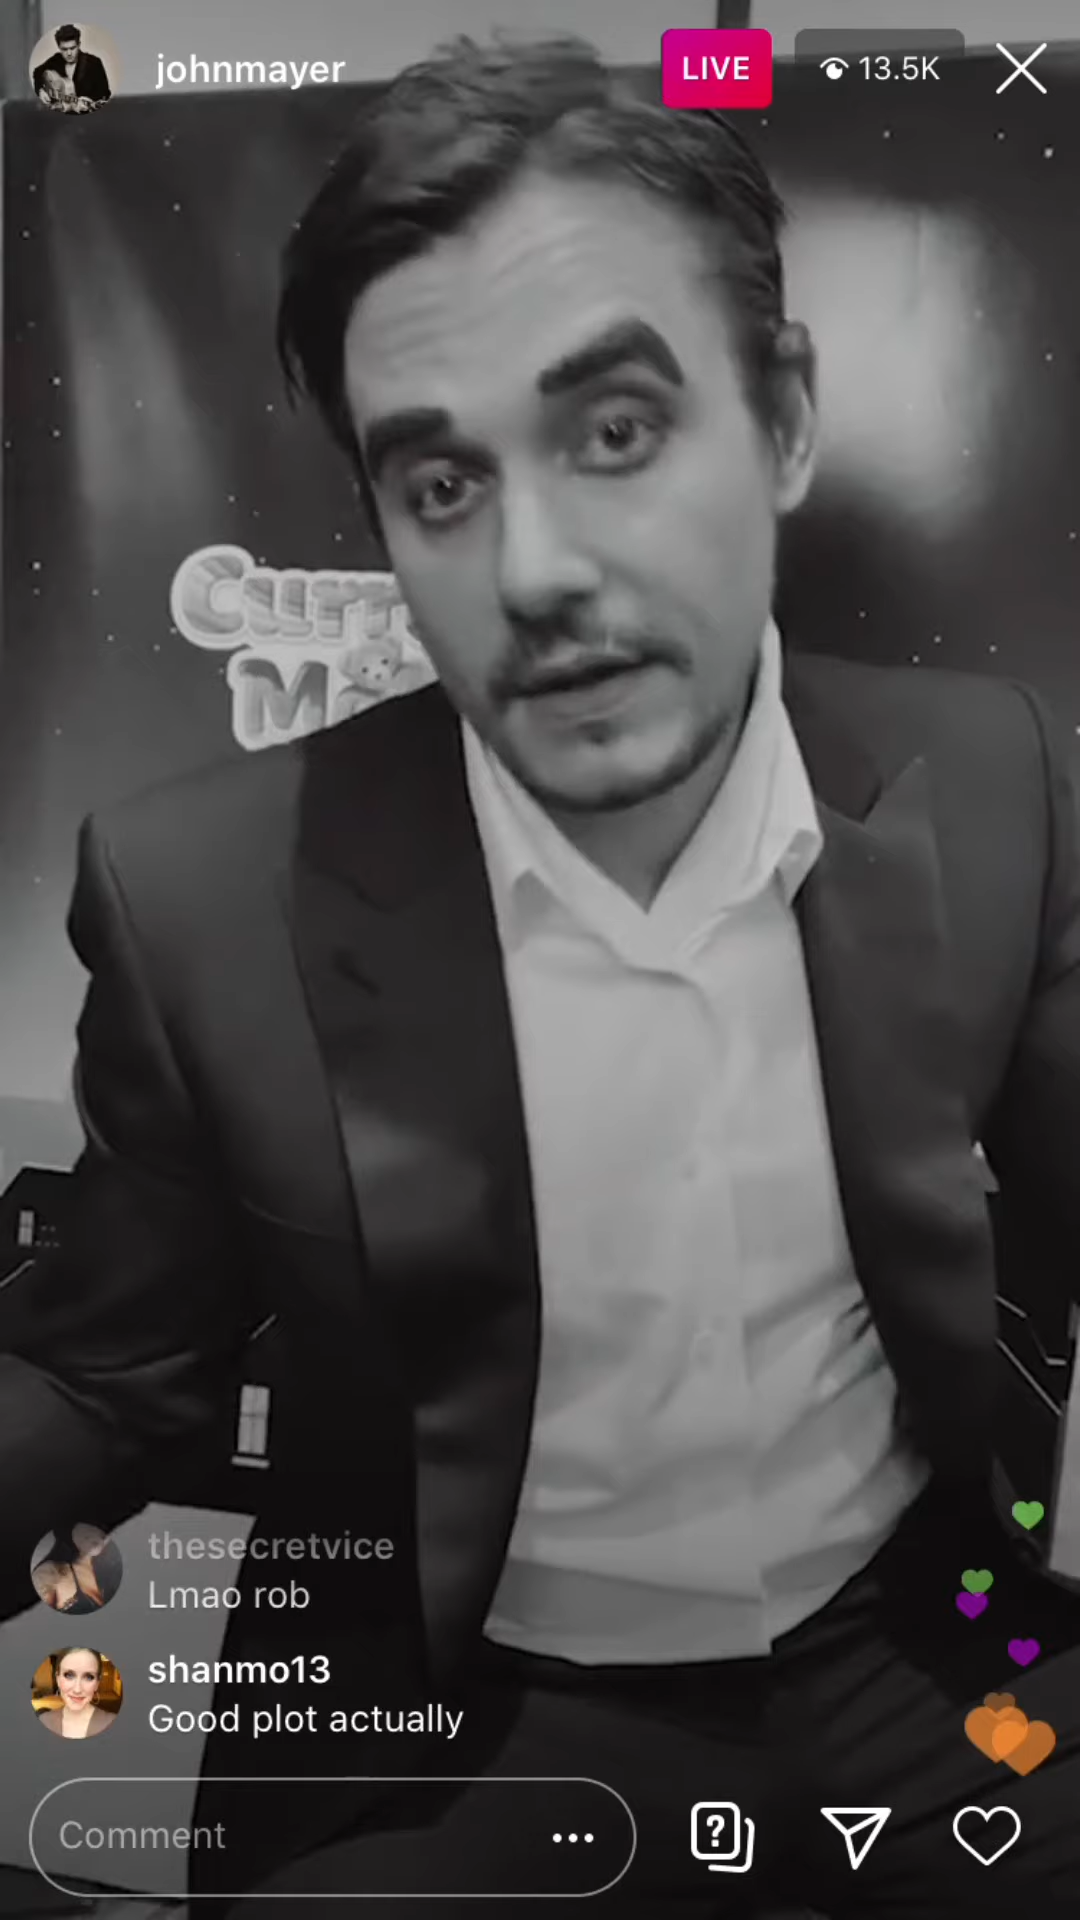 johnmayer
LIVE
13.5K
thesecretvice
Lmao rob
shanmo13
Good plot actually
Comment